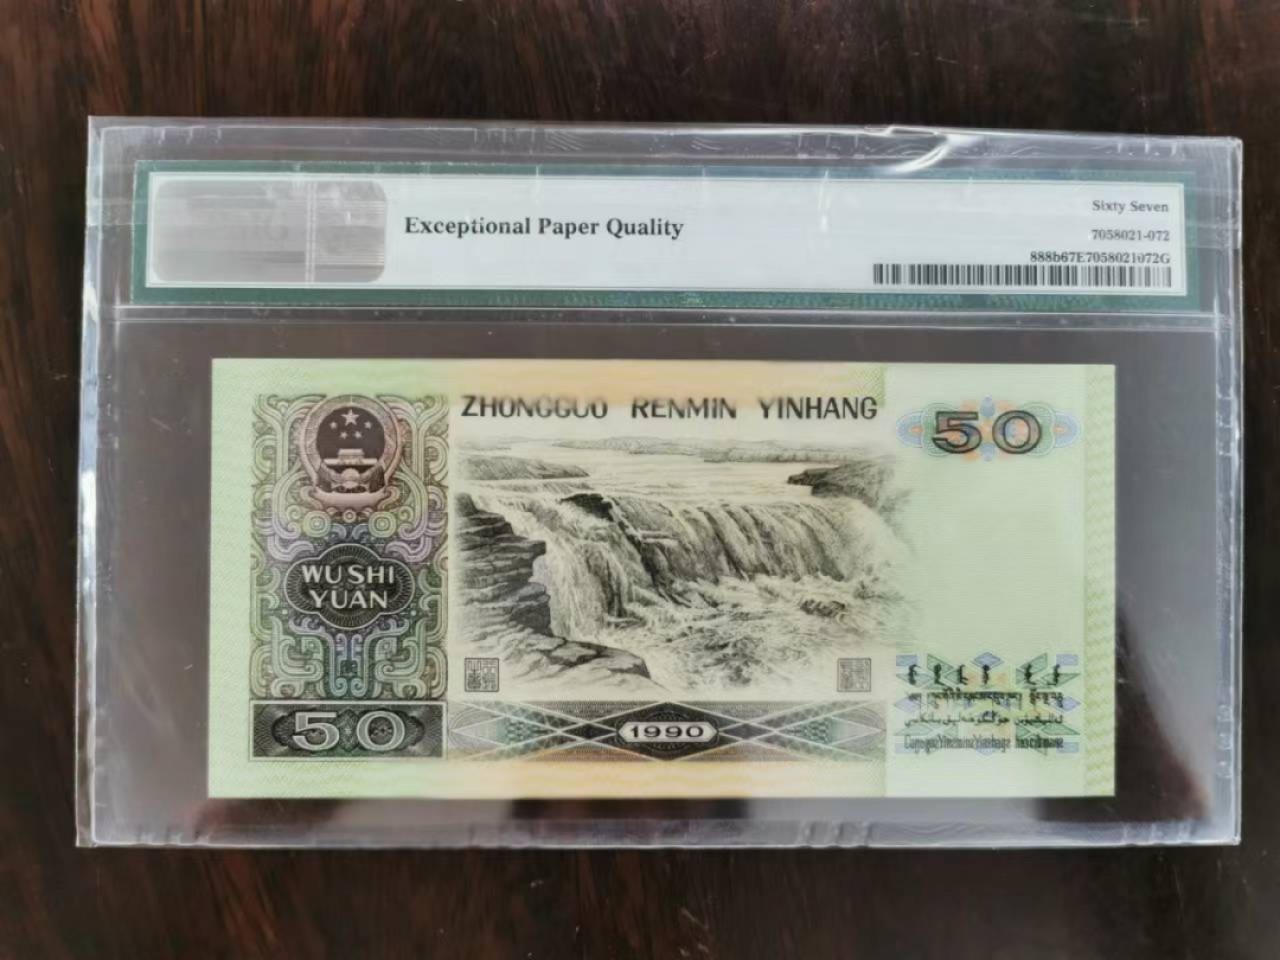 Exceptional Paper Quality
Sixty Seven
7058021-072
888b67E7058021072G
ZHONGGUO RENMIN YINHANG
50
WU SHI
YUAN
50
1990